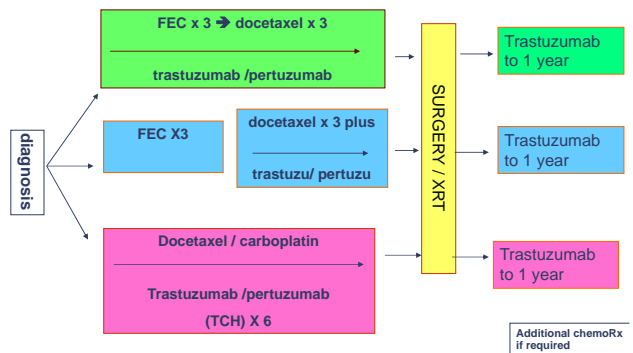 FEC x 3 ➔ docetaxel x 3
trastuzumab /pertuzumab
Trastuzumab
to 1 year
diagnosis
FEC X3
docetaxel x 3 plus
trastuzu/ pertuzu
SURGERY / XRT
Trastuzumab
to 1 year
Docetaxel / carboplatin
Trastuzumab /pertuzumab
(TCH) X 6
Trastuzumab
to 1 year
Additional chemoRx
if required